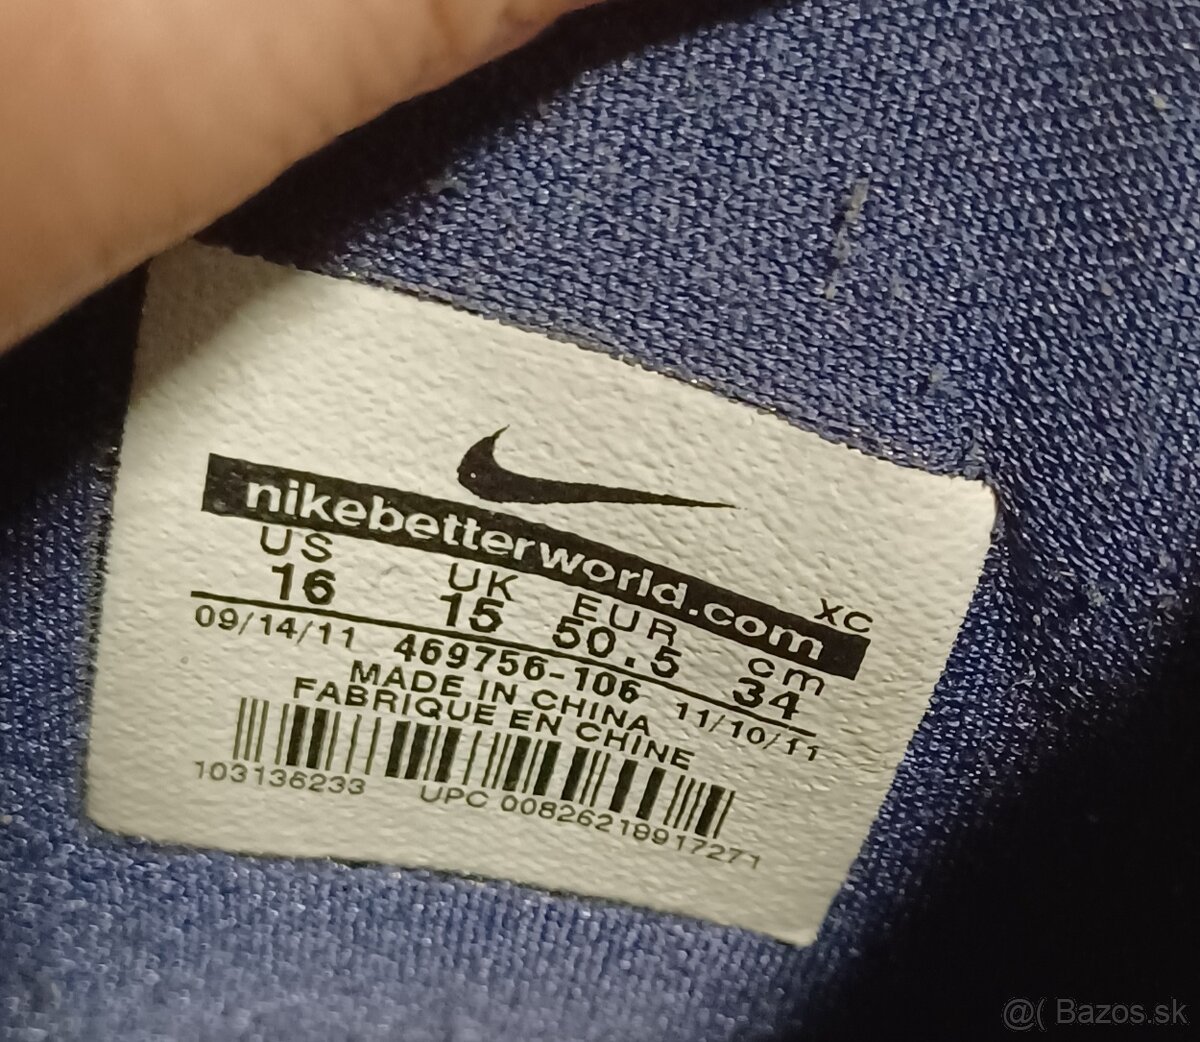 nikebetterworld.com
XC
US UK EUR cm
16 15 50.5 34
09/14/11 469756-106 11/10/11
MADE IN CHINA
FABRIQUE EN CHINE
103136233 UPC 00826218917271
@( Bazos.sk